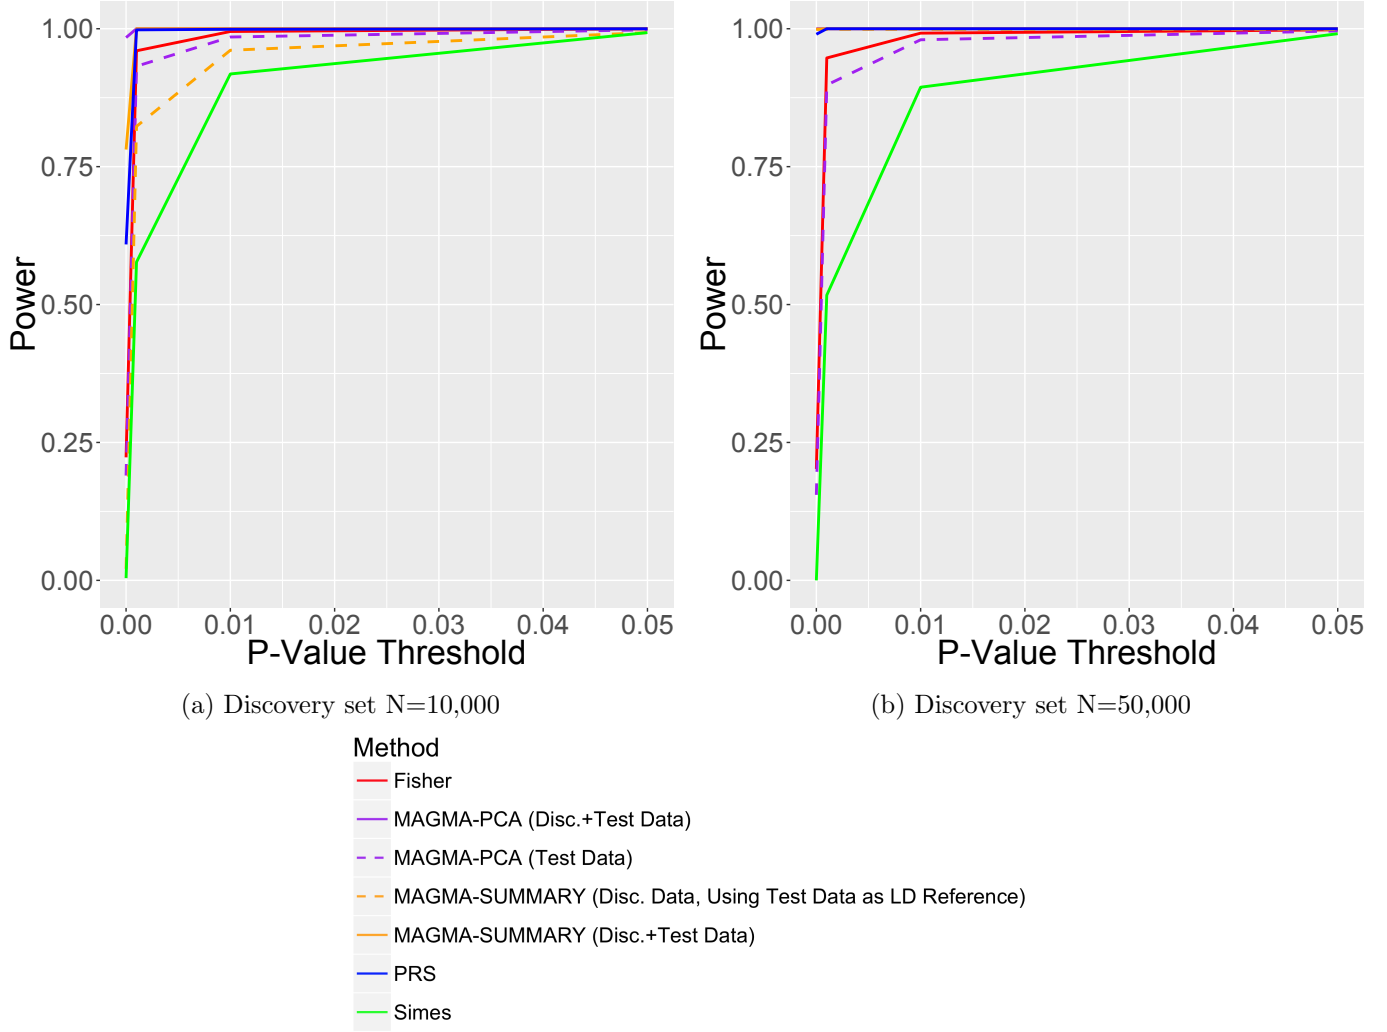 1.00
0.75
0.50
0.25
0.00
Power
0.00 0.01 0.02 0.03 0.04 0.05
P-Value Threshold
(a) Discovery set N=10,000
1.00
0.75
0.50
0.25
0.00
Power
0.00 0.01 0.02 0.03 0.04 0.05
P-Value Threshold
(b) Discovery set N=50,000
Method
Fisher
MAGMA-PCA (Disc.+Test Data)
MAGMA-PCA (Test Data)
MAGMA-SUMMARY (Disc. Data, Using Test Data as LD Reference)
MAGMA-SUMMARY (Disc.+Test Data)
PRS
Simes